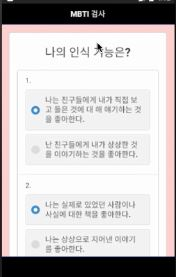 MBTI 검사
나의 인식 기능은?
1.
나는 친구들에게 내가 직접 보
고 들은 것에 대해 얘기하는 것
을 좋아한다.
난 친구들에게 내가 상상한 것
을 이야기하는 것을 좋아한다.
2.
나는 실제로 있었던 사람이나
사실에 대한 책을 좋아한다.
나는 상상으로 지어낸 이야기
를 좋아한다.